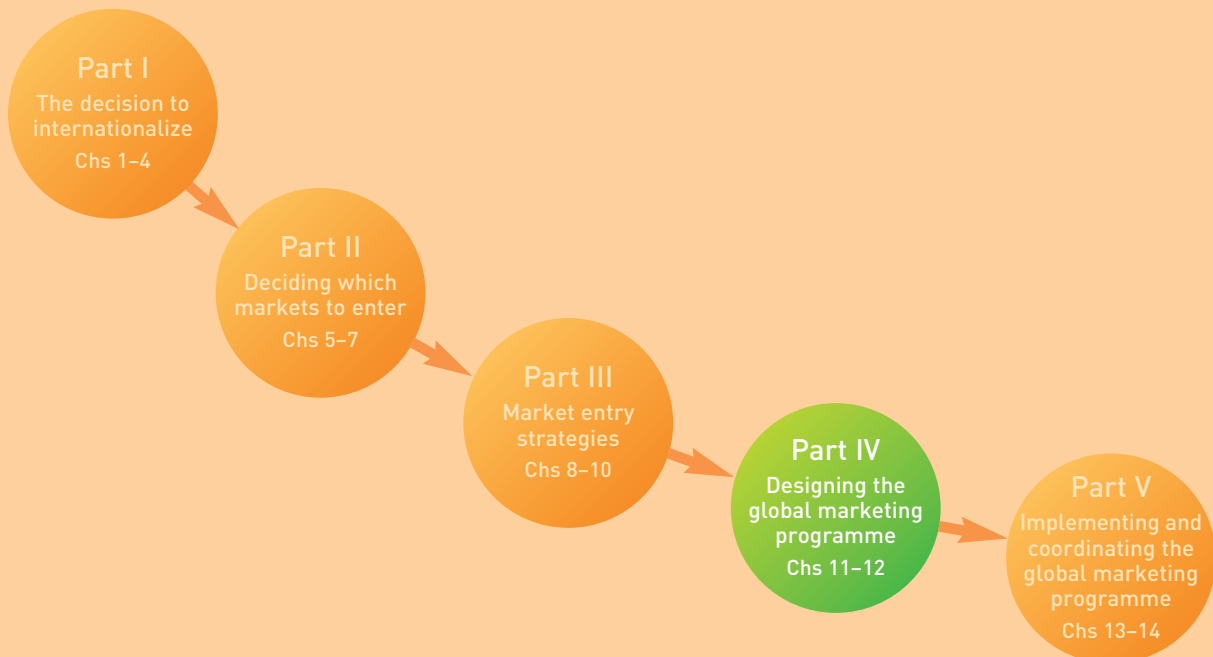 Part I
The decision to
internationalize
Chs 1–4
Part II
Deciding which
markets to enter
Chs 5–7
Part III
Market entry
strategies
Chs 8–10
Part IV
Designing the
global marketing
programme
Chs 11–12
Part V
Implementing and
coordinating the
global marketing
programme
Chs 13–14